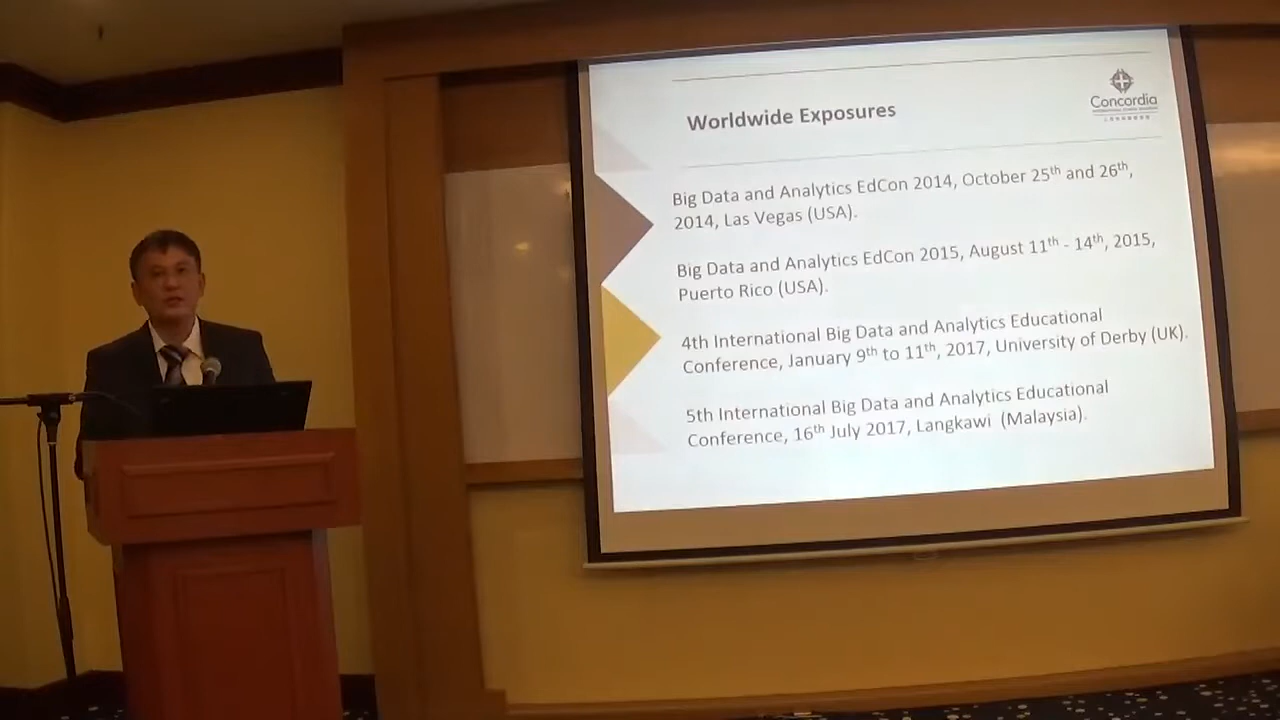 Worldwide Exposures
Concordia
Big Data and Analytics EdCon 2014, October 25th and 26th,
2014, Las Vegas (USA).
Big Data and Analytics EdCon 2015, August 11th - 14th, 2015,
Puerto Rico (USA).
4th International Big Data and Analytics Educational
Conference, January 9th to 11th, 2017, University of Derby (UK).
5th International Big Data and Analytics Educational
Conference, 16th July 2017, Langkawi (Malaysia).